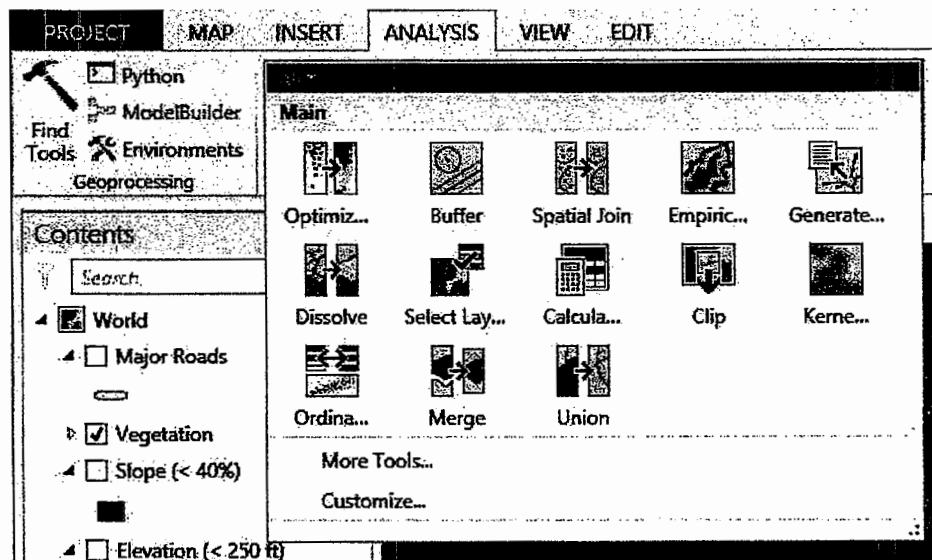 PROJECT MAP INSERT ANALYSIS VIEW EDIT
Python
ModelBuilder
Find Tools
Environments
Geoprocessing
Main
Optimiz... Buffer Spatial Join Empiric... Generate...
Dissolve Select Lay... Calcula... Clip Kerne...
Ordina... Merge Union
More Tools...
Customize...
Contents
Search
World
Major Roads
Vegetation
Slope (< 40%)
Elevation (< 250 ft)